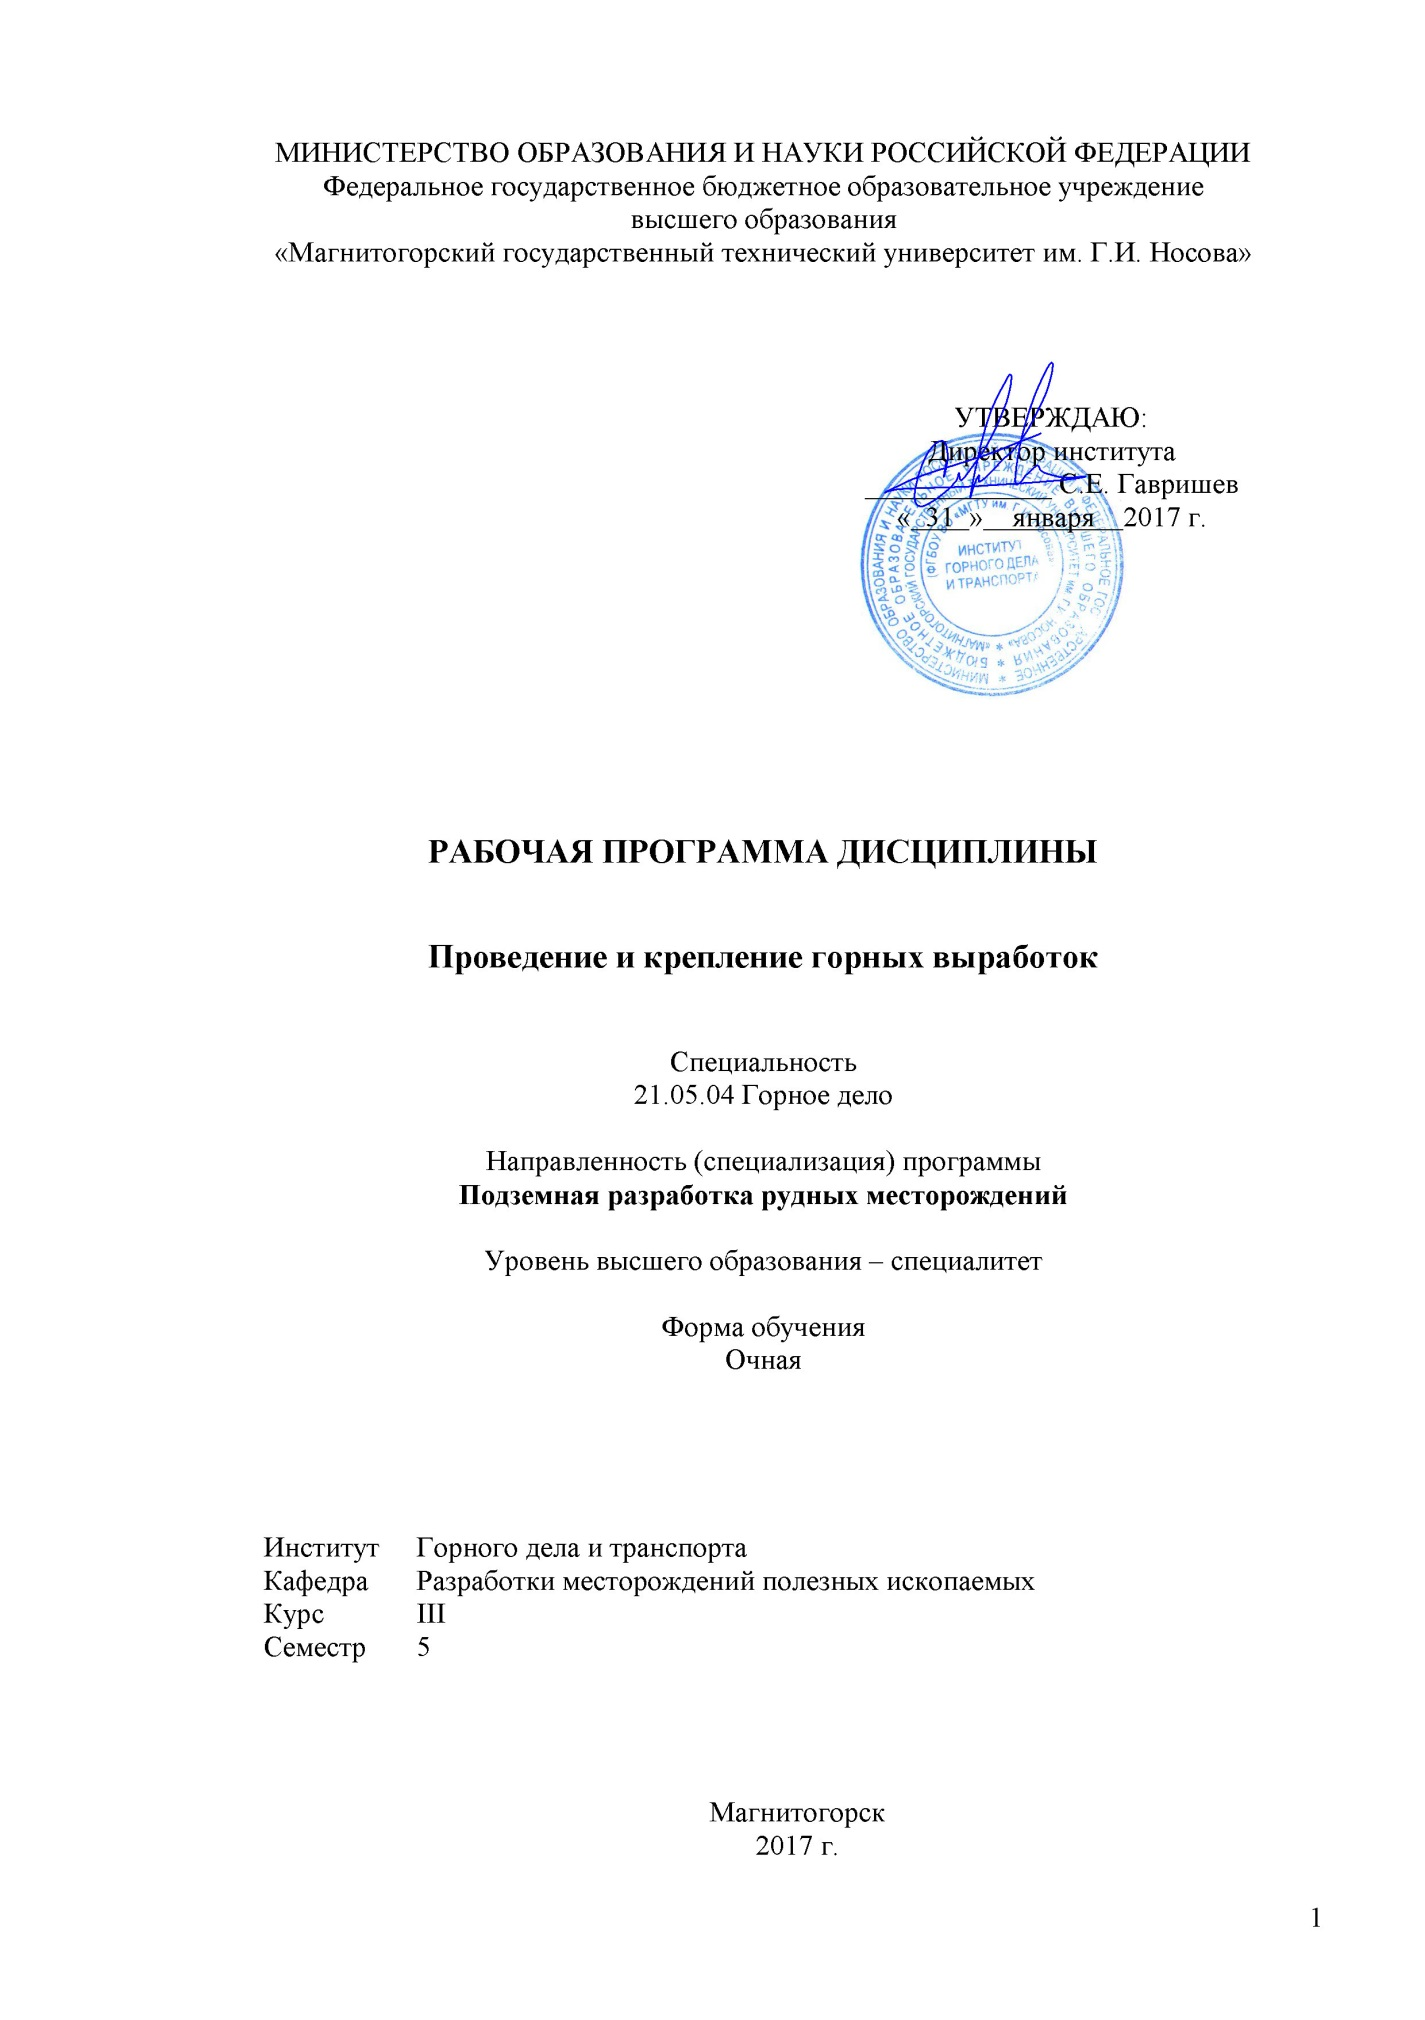 МИНИСТЕРСТВО ОБРАЗОВАНИЯ И НАУКИ РОССИЙСКОЙ ФЕДЕРАЦИИ
Федеральное государственное бюджетное образовательное учреждение
высшего образования
«Магнитогорский государственный технический университет им. Г.И. Носова»
УТВЕРЖДАЮ:
Директор института
С.Е. Гавришев
«_31_»__января__2017 г.
ИНСТИТУТ
ГОРНОГО ДЕЛА
И ТРАНСПОРТА
РАБОЧАЯ ПРОГРАММА ДИСЦИПЛИНЫ
Проведение и крепление горных выработок
Специальность
21.05.04 Горное дело
Направленность (специализация) программы
Подземная разработка рудных месторождений
Уровень высшего образования – специалитет
Форма обучения
Очная
Институт Горного дела и транспорта
Кафедра Разработки месторождений полезных ископаемых
Курс III
Семестр 5
Магнитогорск
2017 г.
1